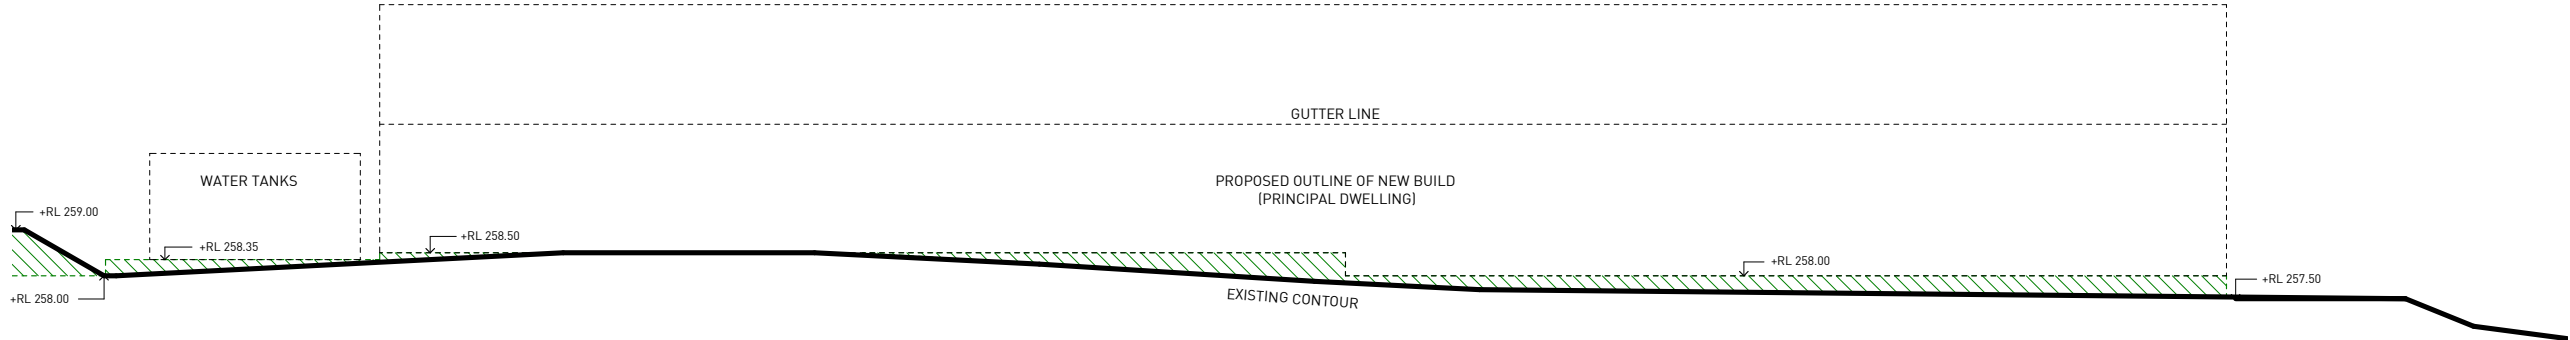 GUTTER LINE
WATER TANKS
PROPOSED OUTLINE OF NEW BUILD
(PRINCIPAL DWELLING)
+RL 259.00
+RL 258.35
+RL 258.50
+RL 258.00
+RL 257.50
+RL 258.00
EXISTING CONTOUR